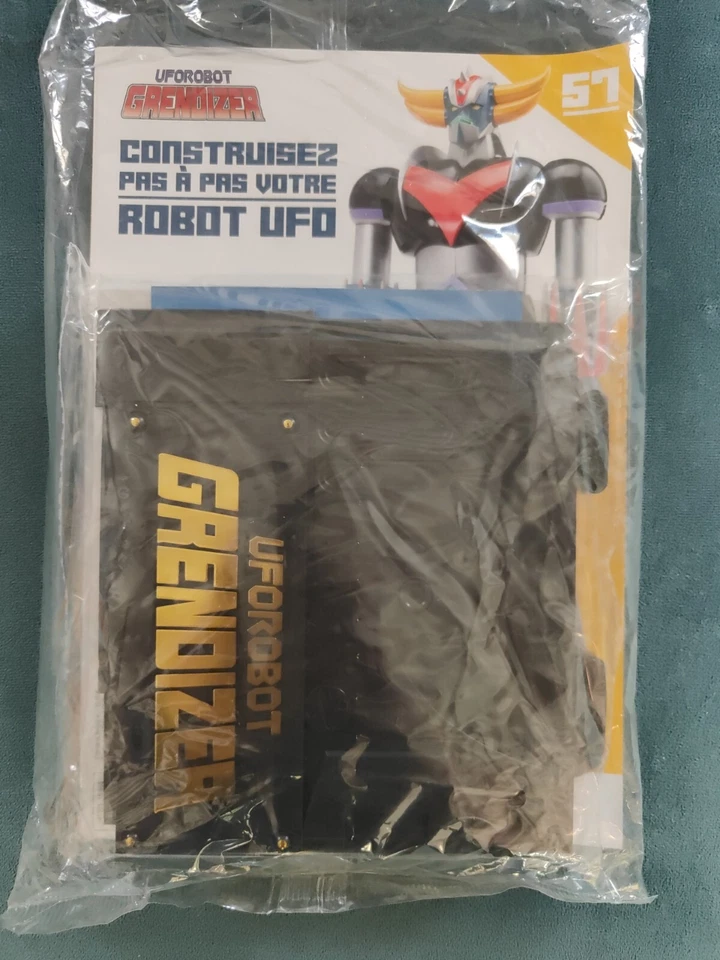 UFOROBOT
GRENDIZER
57
CONSTRUISEZ
PAS À PAS VOTRE
ROBOT UFO
UFOROBOT
GRENDIZER